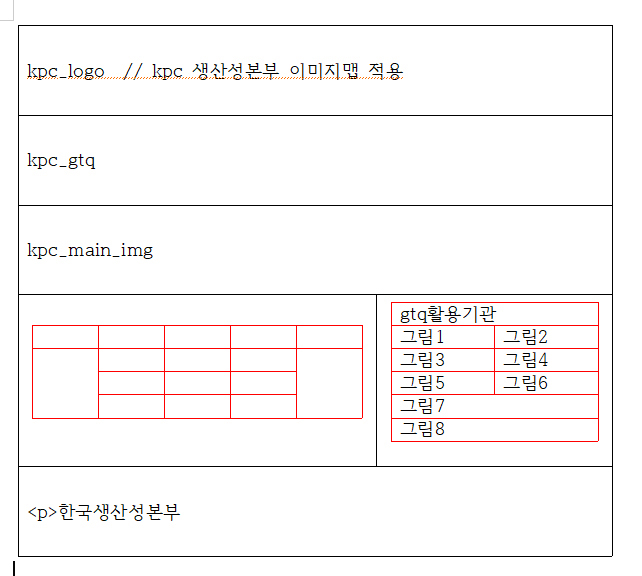 kpc_logo  // kpc 생산성본부 이미지맵 적용
kpc_gtq
kpc_main_img
gtq활용기관
그림1 그림2
그림3 그림4
그림5 그림6
그림7
그림8
<p>한국생산성본부